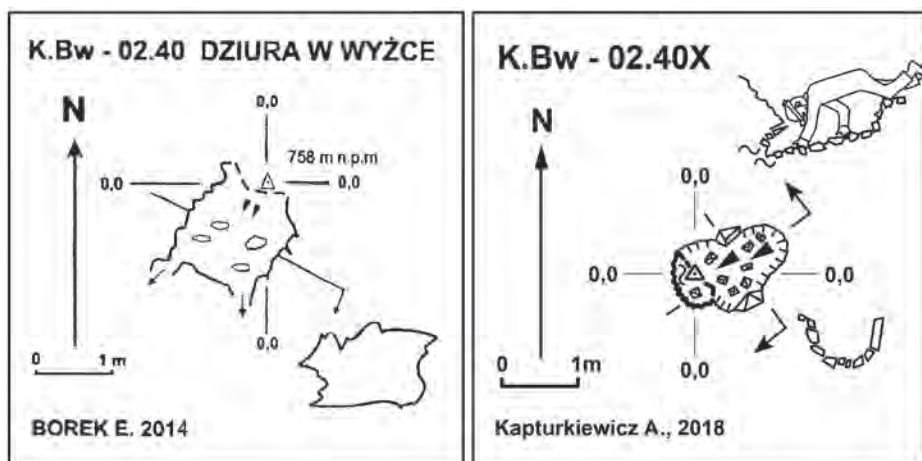 K.Bw - 02.40 DZIURA W WYŻCE
0,0
N
758 m n.p.m
0,0
0,0
0,0
0 1 m
BOREK E. 2014
K.Bw - 02.40X
N
0,0
0,0
0,0
0,0
0 1m
Kapturkiewicz A., 2018